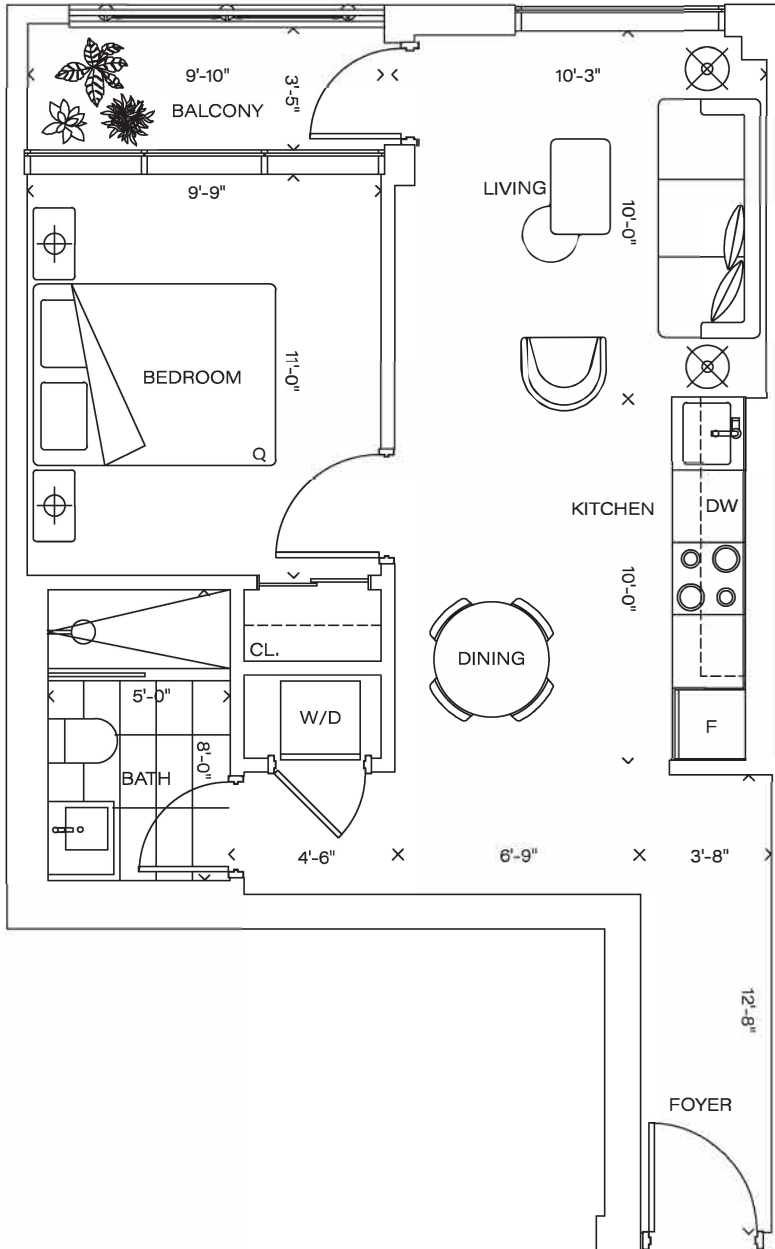 9'-10"
3'-5"
10'-3"
BALCONY
LIVING
9'-9"
10'-0"
BEDROOM
11'-0"
Q
KITCHEN
DW
10'-0"
CL.
DINING
5'-0"
W/D
F
BATH
8'-0"
4'-6"
6'-9"
3'-8"
12'-8"
FOYER